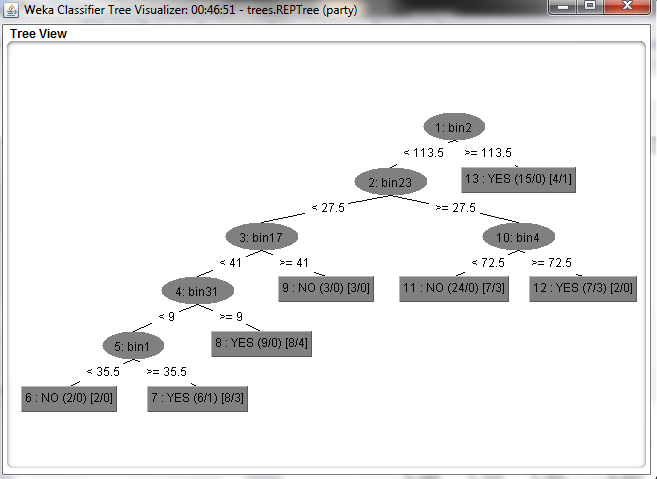 Weka Classifier Tree Visualizer: 00:46:51 - trees.REPTree (party)
Tree View
1: bin2
< 113.5 >= 113.5
2: bin23 13 : YES (15/0) [4/1]
< 27.5 >= 27.5
3: bin17 10: bin4
< 41 >= 41 < 72.5 >= 72.5
4: bin31 9 : NO (3/0) [3/0] 11 : NO (24/0) [7/3] 12 : YES (7/3) [2/0]
< 9 >= 9
5: bin1 8 : YES (9/0) [8/4]
< 35.5 >= 35.5
6 : NO (2/0) [2/0] 7 : YES (6/1) [8/3]